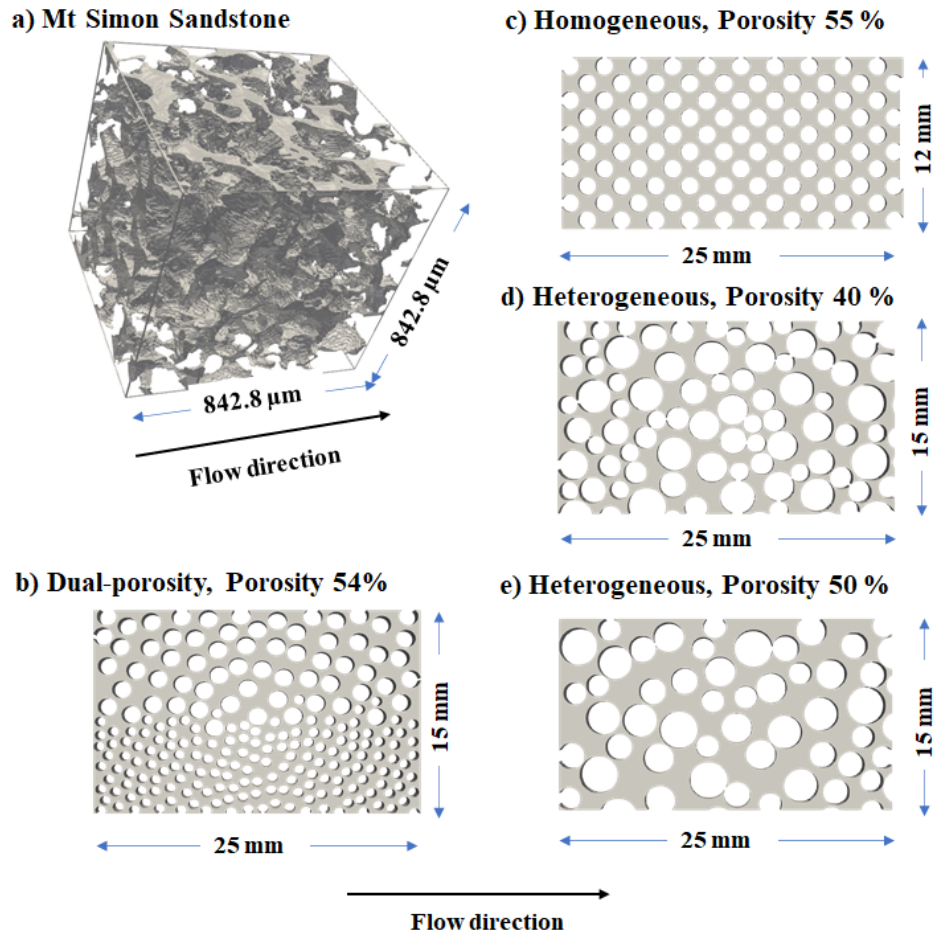 a) Mt Simon Sandstone
842.8 µm
842.8 µm
Flow direction
b) Dual-porosity, Porosity 54%
15 mm
25 mm
c) Homogeneous, Porosity 55 %
12 mm
25 mm
d) Heterogeneous, Porosity 40 %
15 mm
25 mm
e) Heterogeneous, Porosity 50 %
15 mm
25 mm
Flow direction